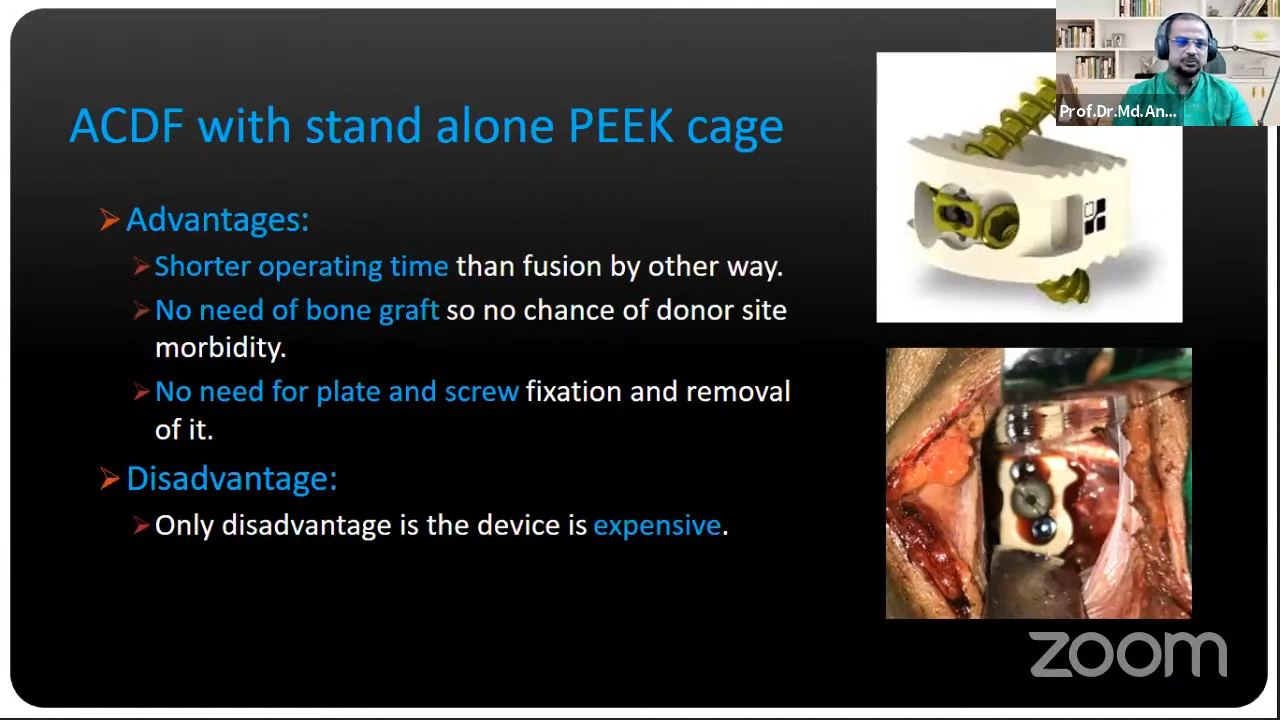 Prof.Dr.Md.An...
ACDF with stand alone PEEK cage
Advantages:
Shorter operating time than fusion by other way.
No need of bone graft so no chance of donor site
morbidity.
No need for plate and screw fixation and removal
of it.
Disadvantage:
Only disadvantage is the device is expensive.
zoom